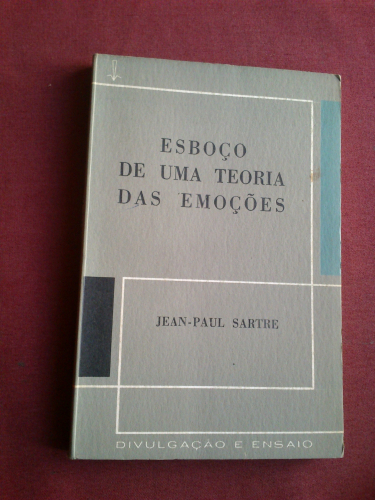 ESBOÇO
DE UMA TEORIA
DAS EMOÇÕES
JEAN-PAUL SARTRE
DIVULGAÇÃO E ENSAIO